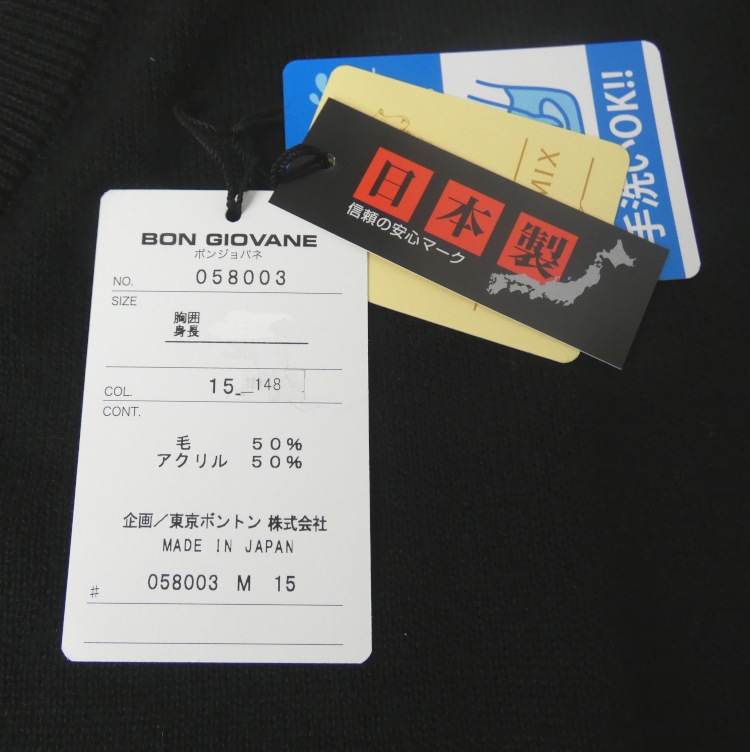 BON GIOVANE
ボンジョバネ
NO. 058003
SIZE
胸囲
身長
COL. 15 148
CONT.
毛 50%
アクリル 50%
企画/東京ボントン 株式会社
MADE IN JAPAN
# 058003 M 15
日本製
信頼の安心マーク
MIX
手洗いOK!!